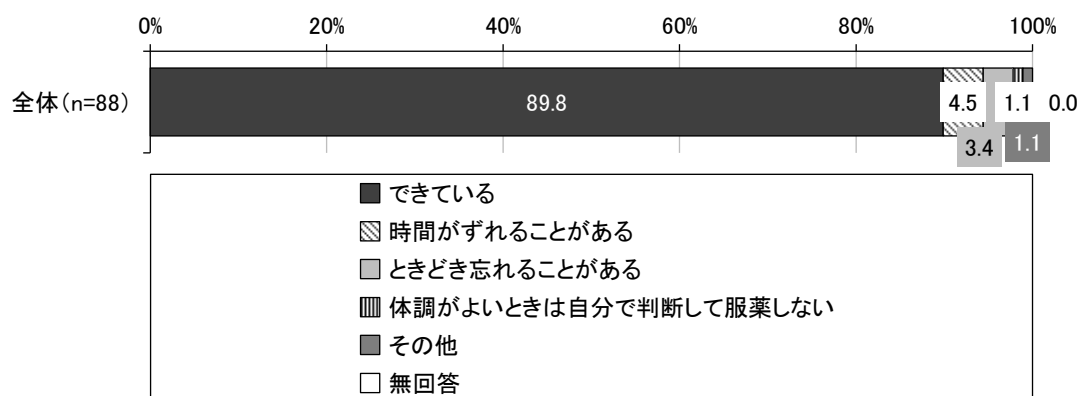 0% 20% 40% 60% 80% 100%
全体(n=88) 89.8 4.5 1.1 0.0
3.4 1.1
できている
時間がずれることがある
ときどき忘れることがある
体調がよいときは自分で判断して服薬しない
その他
無回答